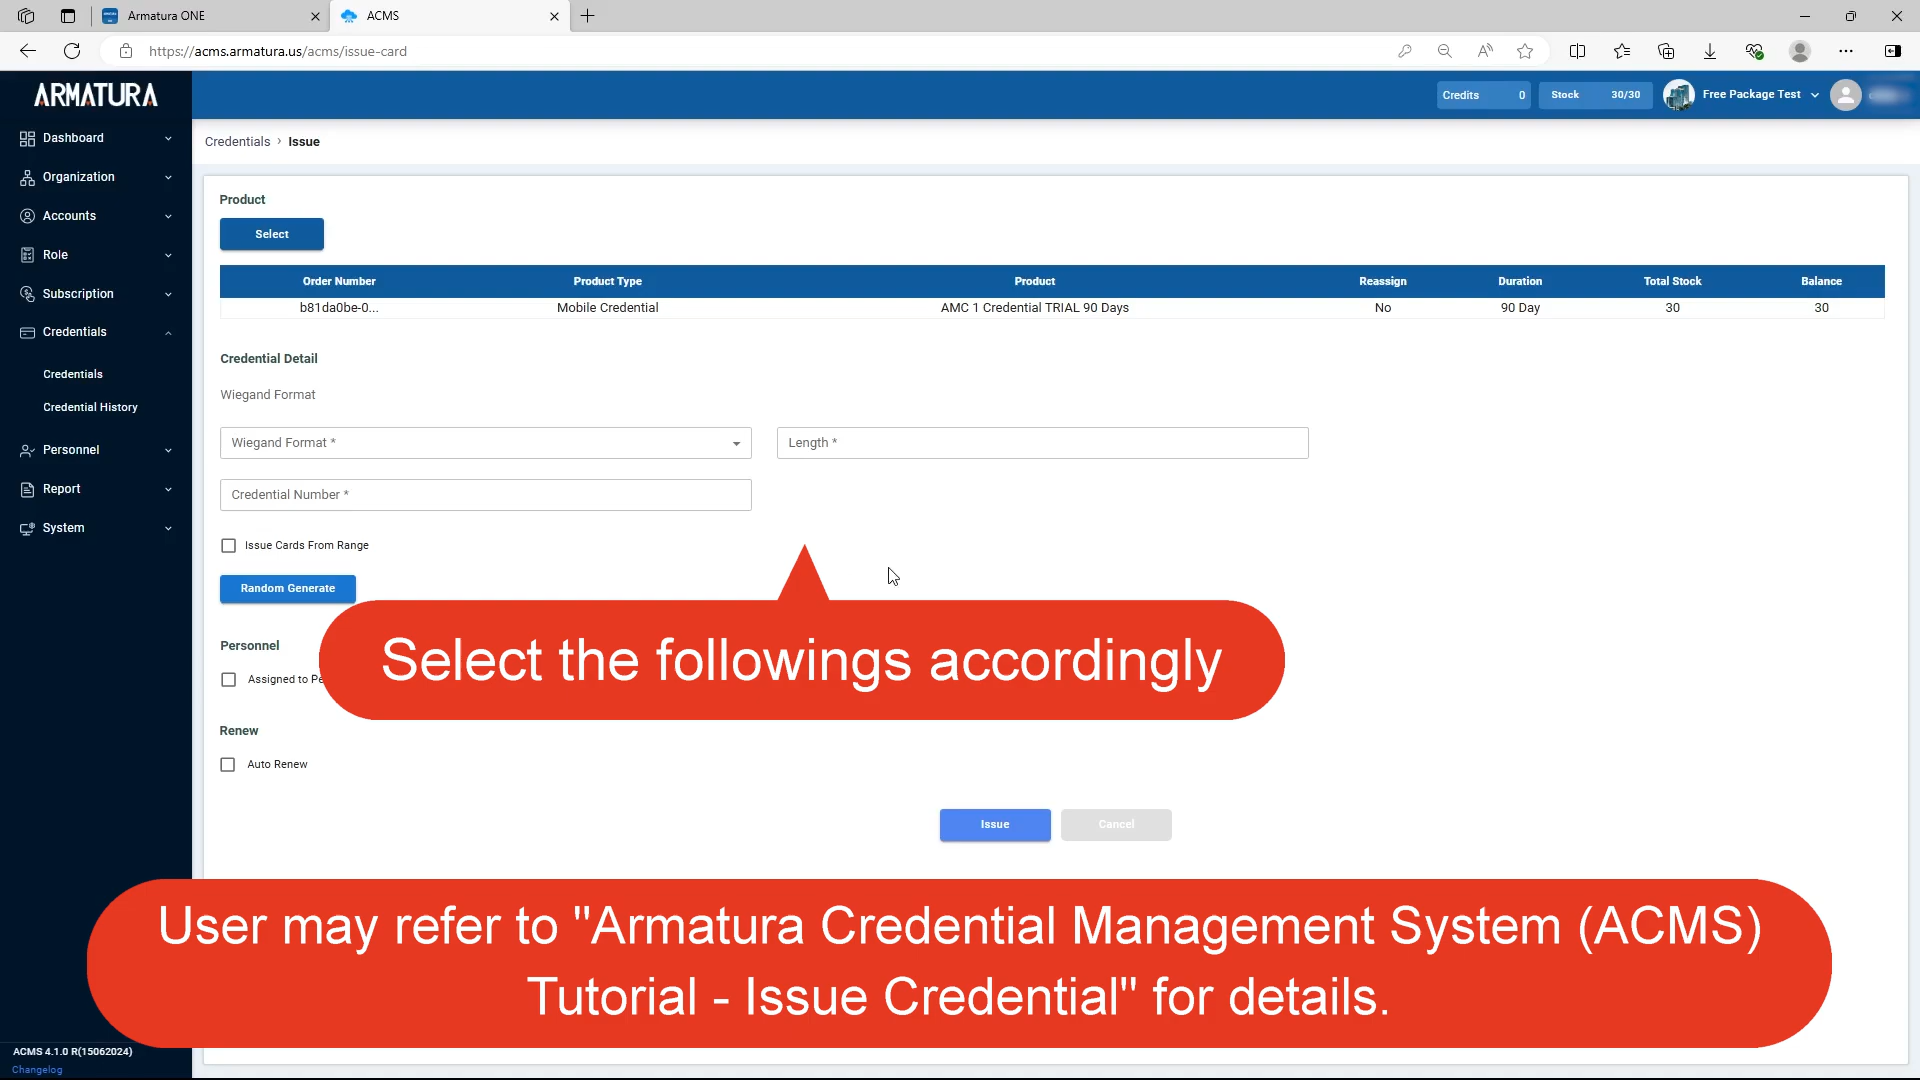 Armatura ONE
ACMS
https://acms.armatura.us/acms/issue-card
ARMATURA
Credits 0
Stock 30/30
Free Package Test
Dashboard
Organization
Accounts
Role
Subscription
Credentials
Credentials
Credential History
Personnel
Report
System
ACMS 4.1.0 R(15062024)
Changelog
Credentials › Issue
Product
Select
Order Number Product Type Product Reassign Duration Total Stock Balance
b81da0be-0... Mobile Credential AMC 1 Credential TRIAL 90 Days No 90 Day 30 30
Credential Detail
Wiegand Format
Wiegand Format * Length *
Credential Number *
Issue Cards From Range
Random Generate
Select the followings accordingly
Personnel
Assigned to Pe
Renew
Auto Renew
Issue Cancel
User may refer to "Armatura Credential Management System (ACMS)
Tutorial - Issue Credential" for details.